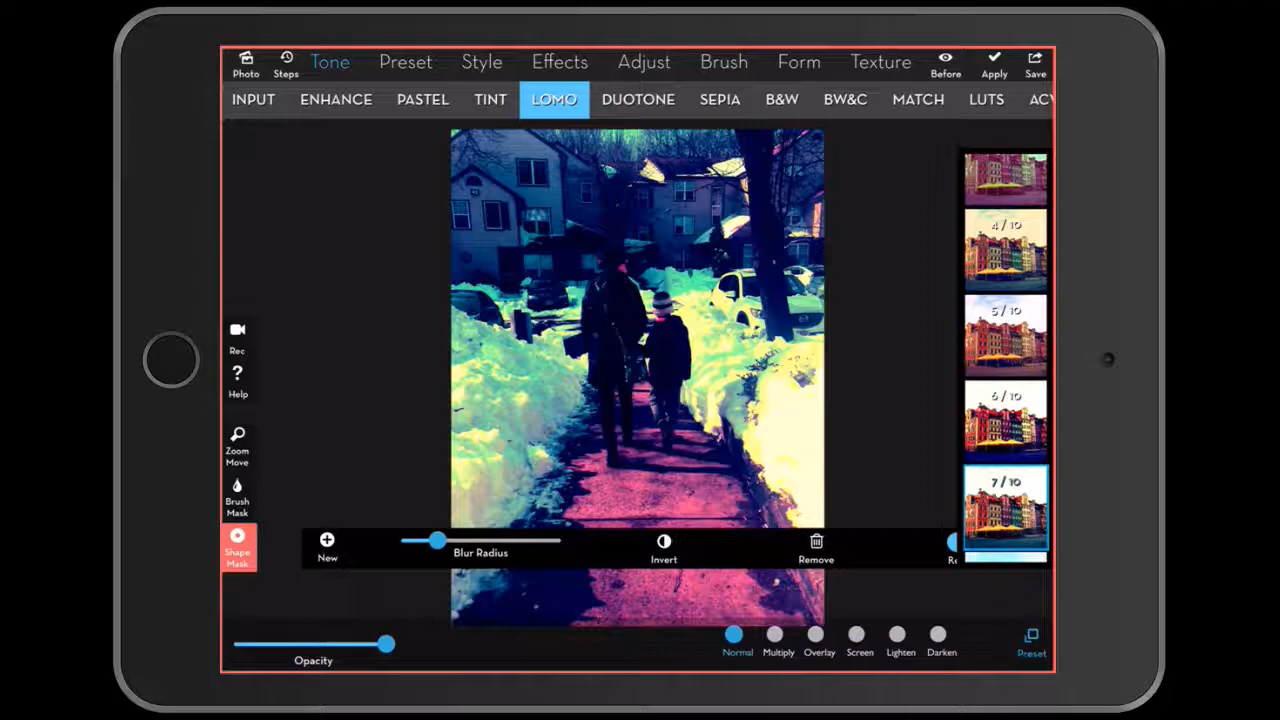 Photo
Steps
Tone
Preset
Style
Effects
Adjust
Brush
Form
Texture
Before
Apply
Save
INPUT
ENHANCE
PASTEL
TINT
LOMO
DUOTONE
SEPIA
B&W
BW&C
MATCH
LUTS
ACV
4 / 10
5 / 10
6 / 10
7 / 10
Rec
?
Help
Zoom
Move
Brush
Mask
Shape
Mask
New
Blur Radius
Invert
Remove
Re
Opacity
Normal
Multiply
Overlay
Screen
Lighten
Darken
Preset